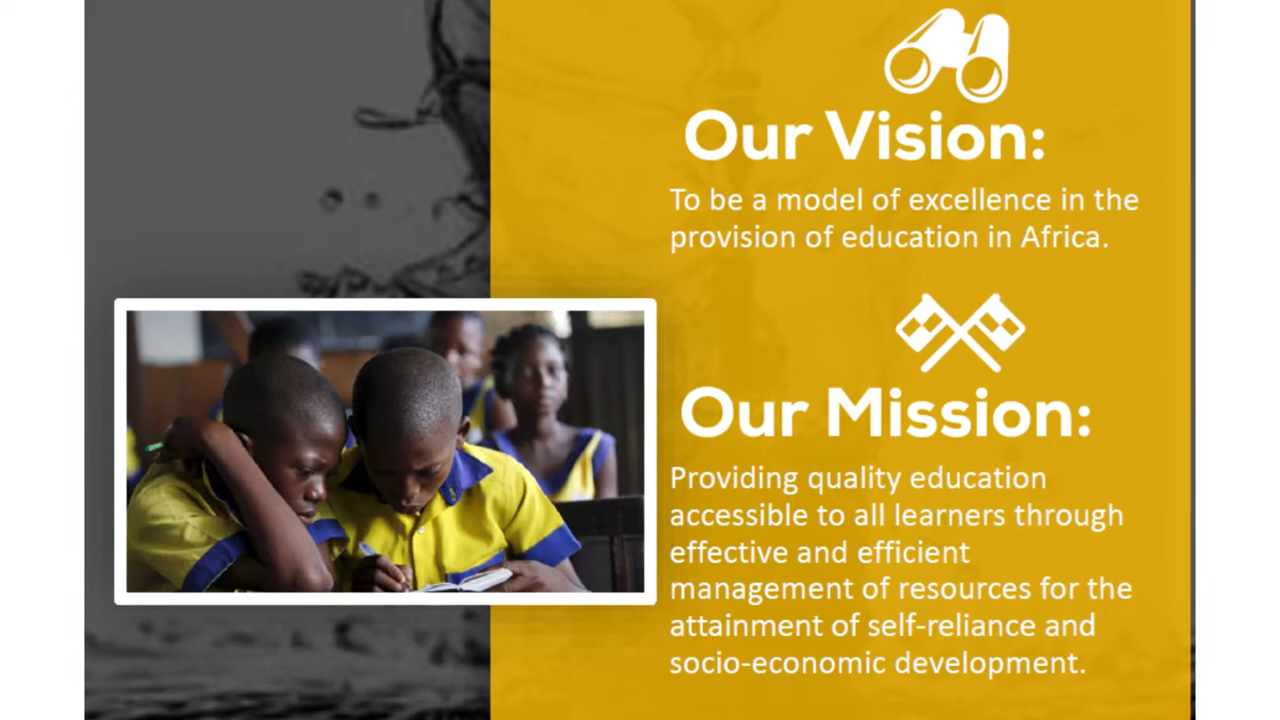 Our Vision:
To be a model of excellence in the
provision of education in Africa.
Our Mission:
Providing quality education
accessible to all learners through
effective and efficient
management of resources for the
attainment of self-reliance and
socio-economic development.